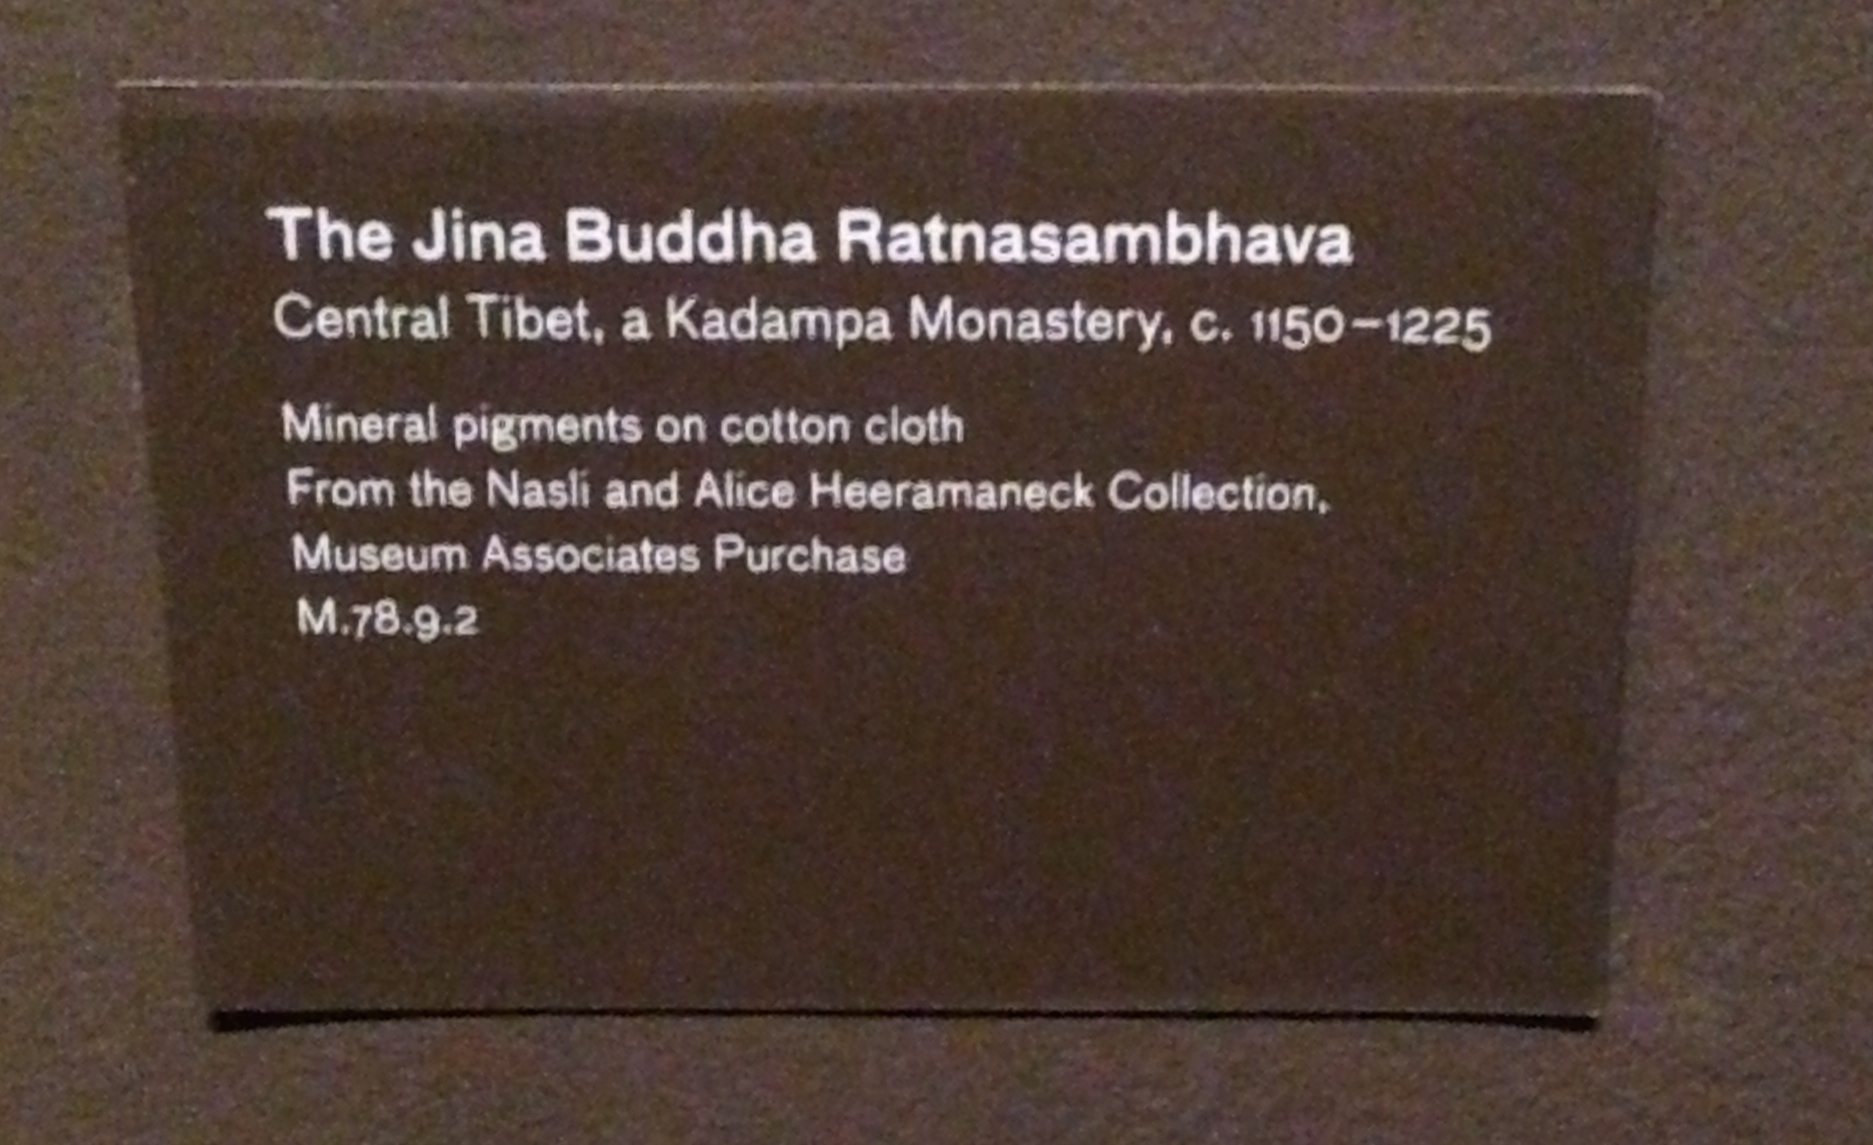 The Jina Buddha Ratnasambhava
Central Tibet, a Kadampa Monastery, c. 1150–1225
Mineral pigments on cotton cloth
From the Nasli and Alice Heeramaneck Collection,
Museum Associates Purchase
M.78.9.2